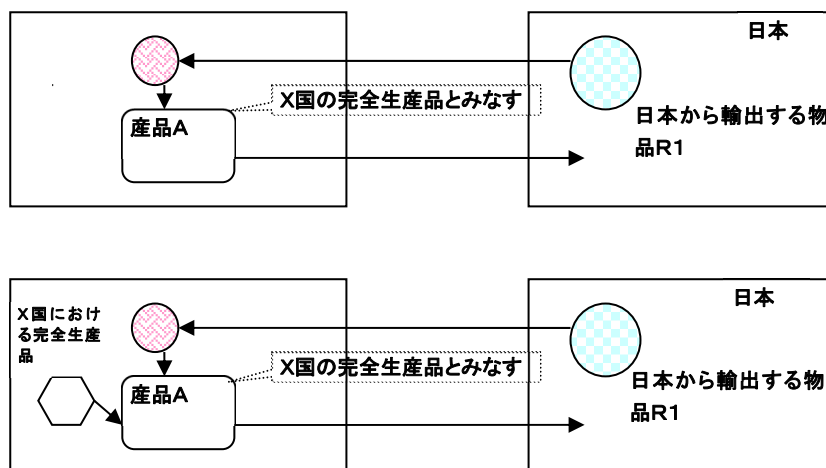 日本
X国の完全生産品とみなす
日本から輸出する物
品R1
産品A
日本
X国におけ
る完全生産
品
X国の完全生産品とみなす
日本から輸出する物
品R1
産品A